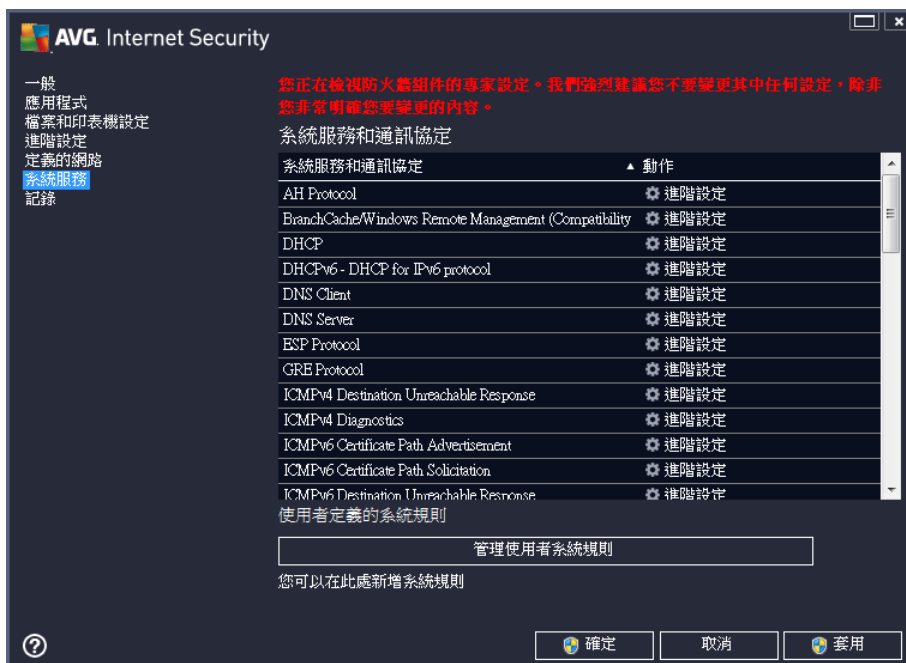 AVG. Internet Security
一般
應用程式
檔案和印表機設定
進階設定
定義的網路
系統服務
記錄
您正在檢視防火牆組件的專家設定。我們強烈建議您不要變更其中任何設定，除非
您非常明確您要變更的內容。
系統服務和通訊協定
系統服務和通訊協定 ▲ 動作
AH Protocol 進階設定
BranchCache/Windows Remote Management (Compatibility 進階設定
DHCP 進階設定
DHCPv6 - DHCP for IPv6 protocol 進階設定
DNS Client 進階設定
DNS Server 進階設定
ESP Protocol 進階設定
GRE Protocol 進階設定
ICMPv4 Destination Unreachable Response 進階設定
ICMPv4 Diagnostics 進階設定
ICMPv6 Certificate Path Advertisement 進階設定
ICMPv6 Certificate Path Solicitation 進階設定
ICMPv6 Destination Unreachable Response 進階設定
使用者定義的系統規則
管理使用者系統規則
您可以在此處新增系統規則
確定 取消 套用